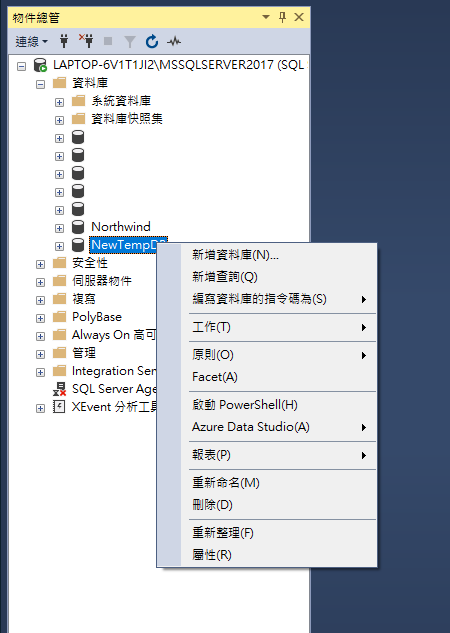 物件總管
連線
LAPTOP-6V1T1JI2\MSSQLSERVER2017 (SQL
資料庫
系統資料庫
資料庫快照集
Northwind
NewTempDB
安全性
伺服器物件
複寫
PolyBase
Always On 高可
管理
Integration Ser
SQL Server Age
XEvent 分析工具
新增資料庫(N)...
新增查詢(Q)
編寫資料庫的指令碼為(S)
工作(T)
原則(O)
Facet(A)
啟動 PowerShell(H)
Azure Data Studio(A)
報表(P)
重新命名(M)
刪除(D)
重新整理(F)
屬性(R)